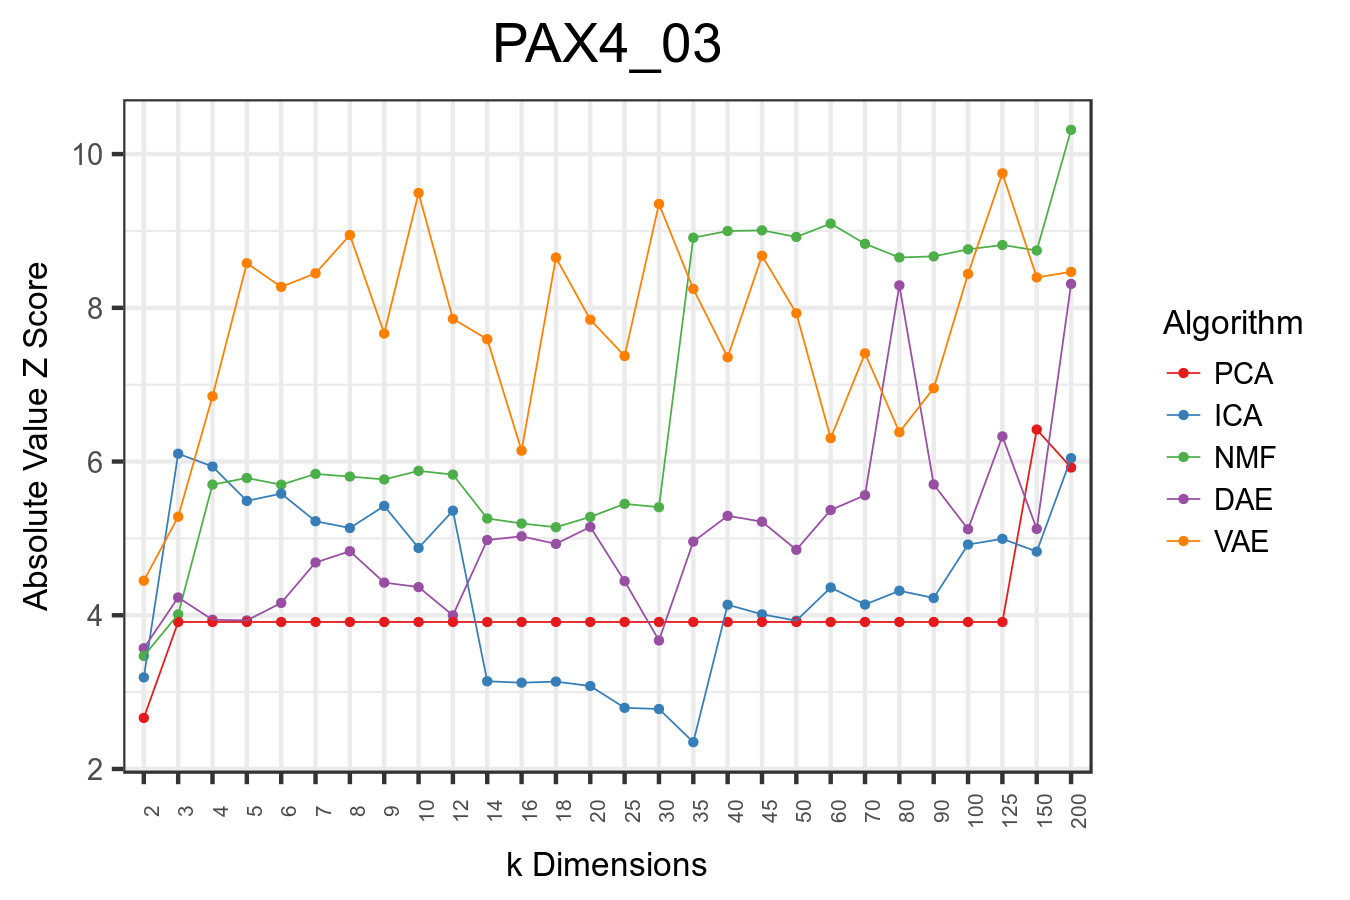 PAX4_03
Absolute Value Z Score
10
8
6
4
2
2 3 4 5 6 7 8 9 10 12 14 16 18 20 25 30 35 40 45 50 60 70 80 90 100 125 150 200
k Dimensions
Algorithm
PCA
ICA
NMF
DAE
VAE